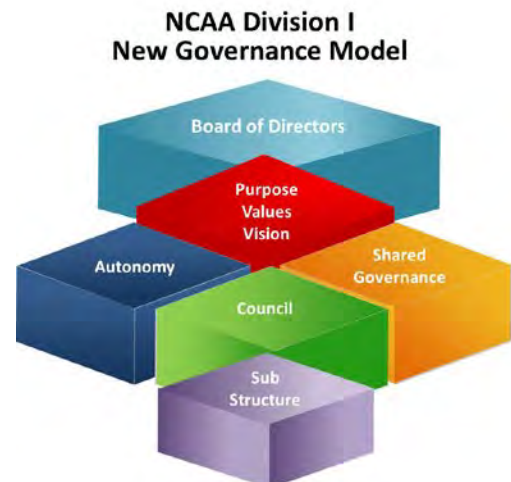 NCAA Division I
New Governance Model
Board of Directors
Purpose
Values
Vision
Autonomy
Shared
Governance
Council
Sub
Structure